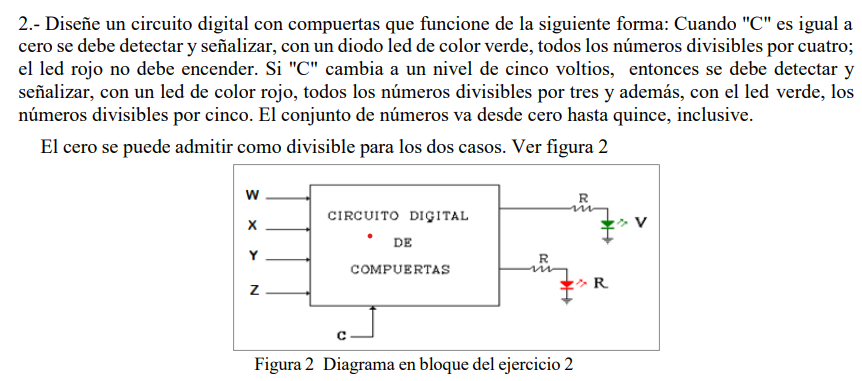 2.- Diseñe un circuito digital con compuertas que funcione de la siguiente forma: Cuando "C" es igual a
cero se debe detectar y señalizar, con un diodo led de color verde, todos los números divisibles por cuatro;
el led rojo no debe encender. Si "C" cambia a un nivel de cinco voltios, entonces se debe detectar y
señalizar, con un led de color rojo, todos los números divisibles por tres y además, con el led verde, los
números divisibles por cinco. El conjunto de números va desde cero hasta quince, inclusive.
El cero se puede admitir como divisible para los dos casos. Ver figura 2
W
X
Y
Z
CIRCUITO DIGITAL
DE
COMPUERTAS
R
V
R
R
C
Figura 2 Diagrama en bloque del ejercicio 2